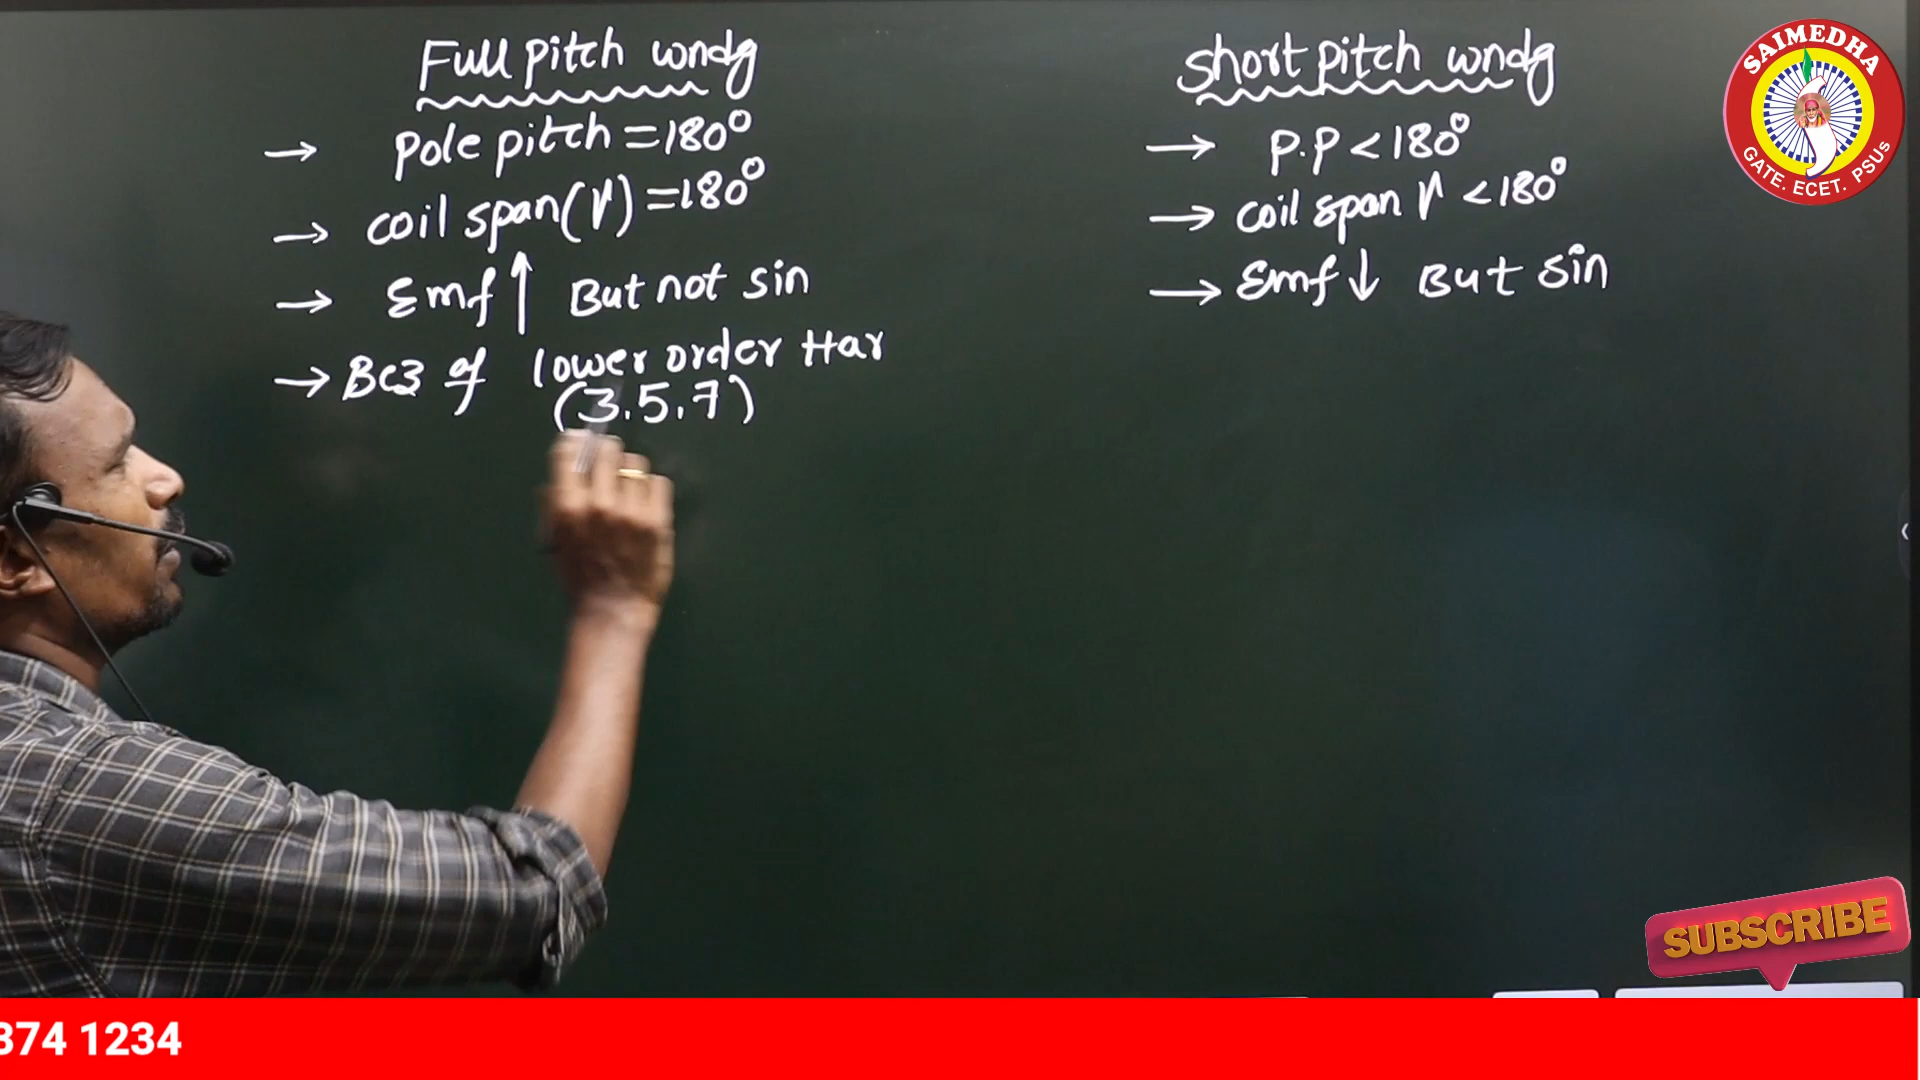 Full pitch wndg
→ pole pitch = 180°
→ coil span (γ) = 180°
→ Emf ↑ But not sin
→ Bcz of lower order Har
(3.5.7)
short pitch wndg
→ P.P < 180°
→ coil span γ < 180°
→ Emf ↓ But sin
SAIMEDHA
GATE. ECET. PSUs
SUBSCRIBE
374 1234